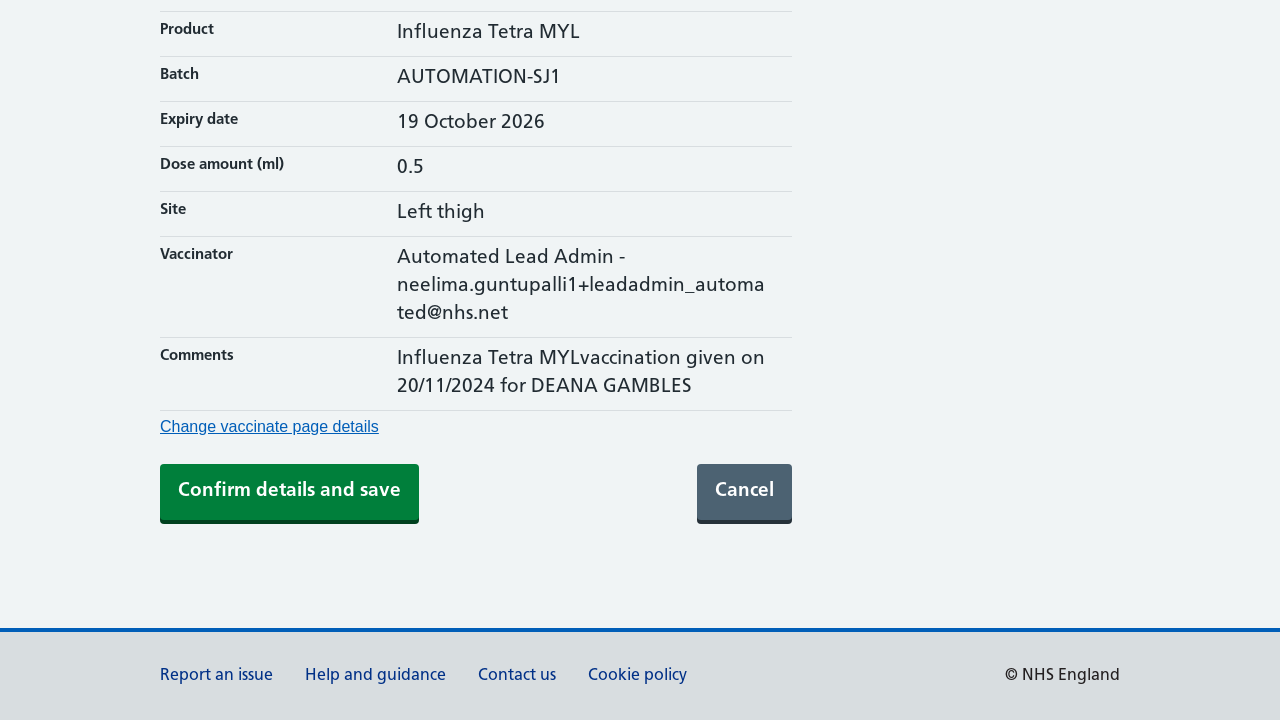 Product
Influenza Tetra MYL
Batch
AUTOMATION-SJ1
Expiry date
19 October 2026
Dose amount (ml)
0.5
Site
Left thigh
Vaccinator
Automated Lead Admin -
neelima.guntupalli1+leadadmin_automa
ted@nhs.net
Comments
Influenza Tetra MYLvaccination given on
20/11/2024 for DEANA GAMBLES
Change vaccinate page details
Confirm details and save
Cancel
Report an issue
Help and guidance
Contact us
Cookie policy
© NHS England